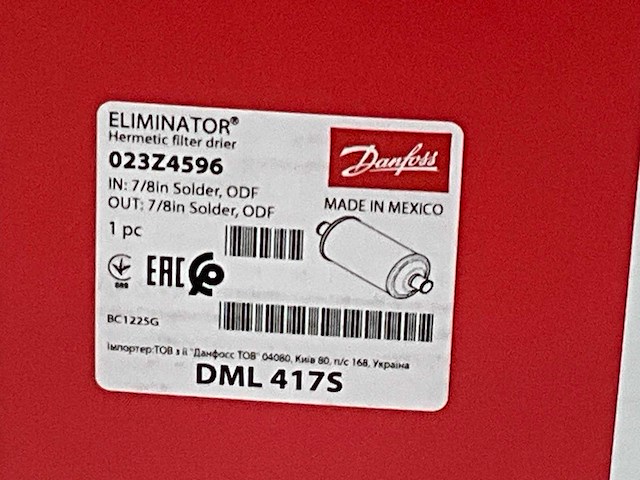 ELIMINATOR®
Hermetic filter drier
023Z4596
IN: 7/8in Solder, ODF
OUT: 7/8in Solder, ODF
1 pc
Danfoss
MADE IN MEXICO
EAC
BC1225G
Імпортер:ТОВ з іі "Данфосс ТОВ" 04080, Київ 80, п/с 168, Україна
DML 417S